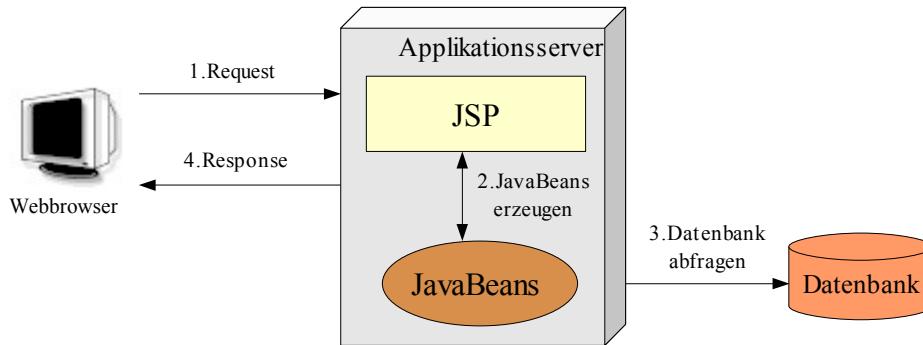 Applikationsserver
1.Request
JSP
4.Response
2.JavaBeans
erzeugen
Webbrowser
3.Datenbank
abfragen
JavaBeans
Datenbank